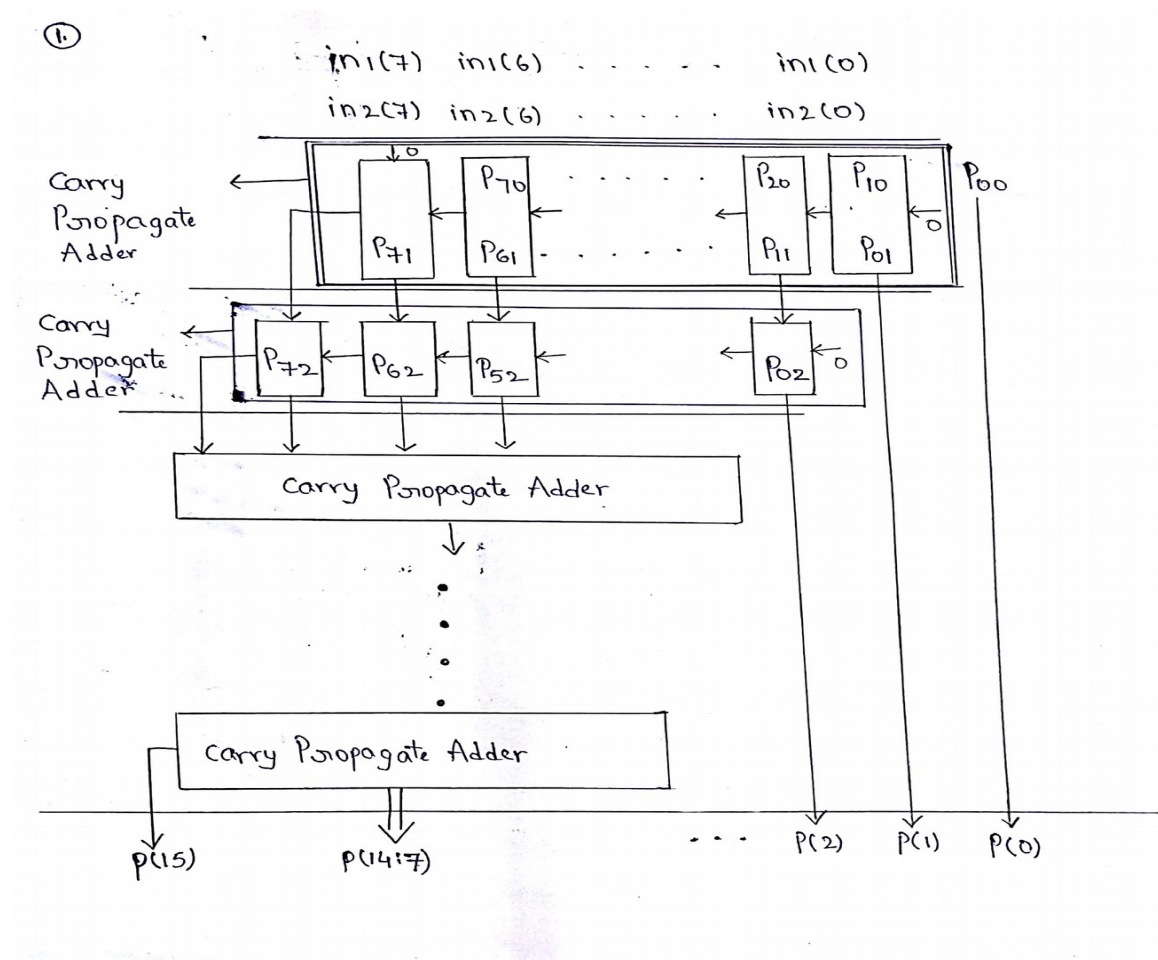 1.
in1(7) in1(6) . . . . . in1(0)
in2(7) in2(6) . . . . . in2(0)
0
Carry
Propagate
Adder
P70 . . . . . P20 P10 P00
0
P71 P61 . . . . . P11 P01
Carry
Propagate
Adder
P72 P62 P52 P02 0
Carry Propagate Adder
Carry Propagate Adder
P(15) P(14:7) . . . P(2) P(1) P(0)